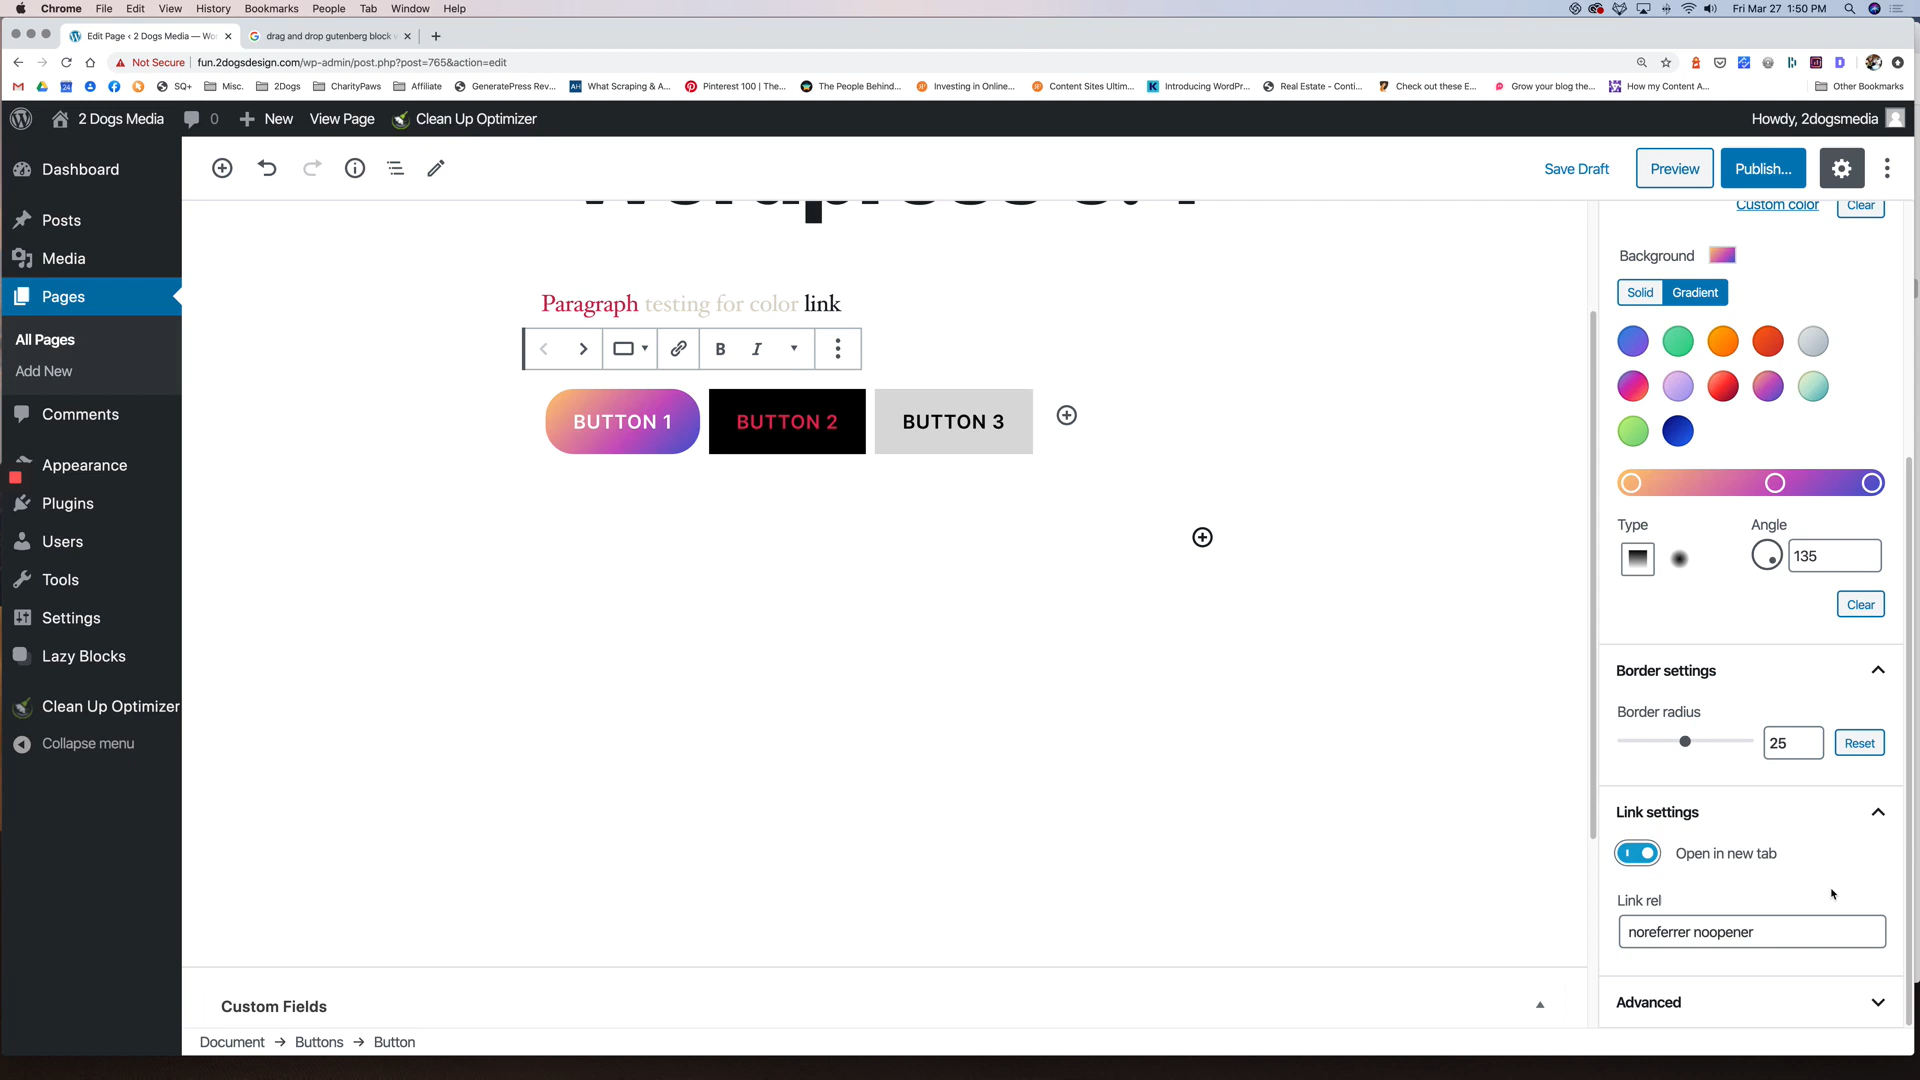 Chrome File Edit View History Bookmarks People Tab Window Help Fri Mar 27 1:50 PM
Edit Page ‹ 2 Dogs Media — Wor drag and drop gutenberg block
Not Secure fun.2dogsdesign.com/wp-admin/post.php?post=765&action=edit
SQ+ Misc. 2Dogs CharityPaws Affiliate GeneratePress Rev... What Scraping & A... Pinterest 100 | The... The People Behind... Investing in Online... Content Sites Ultim... Introducing WordPr... Real Estate - Conti... Check out these E... Grow your blog the... How my Content A... Other Bookmarks
2 Dogs Media 0 New View Page Clean Up Optimizer Howdy, 2dogsmedia
Save Draft Preview Publish...
Dashboard
Posts
Media
Pages
All Pages
Add New
Comments
Appearance
Plugins
Users
Tools
Settings
Lazy Blocks
Clean Up Optimizer
Collapse menu
Paragraph testing for color link
B I
BUTTON 1 BUTTON 2 BUTTON 3
Custom Fields
Document → Buttons → Button
Custom color Clear
Background
Solid Gradient
Type Angle
135
Clear
Border settings
Border radius
25 Reset
Link settings
Open in new tab
Link rel
noreferrer noopener
Advanced